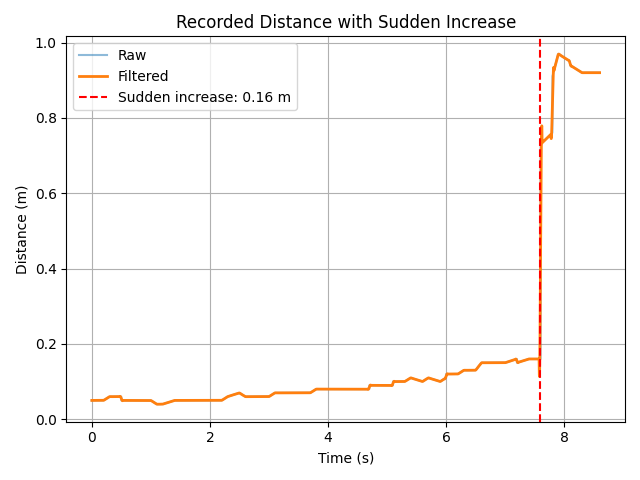 Recorded Distance with Sudden Increase
Raw
Filtered
Sudden increase: 0.16 m
Distance (m)
1.0
0.8
0.6
0.4
0.2
0.0
0 2 4 6 8
Time (s)